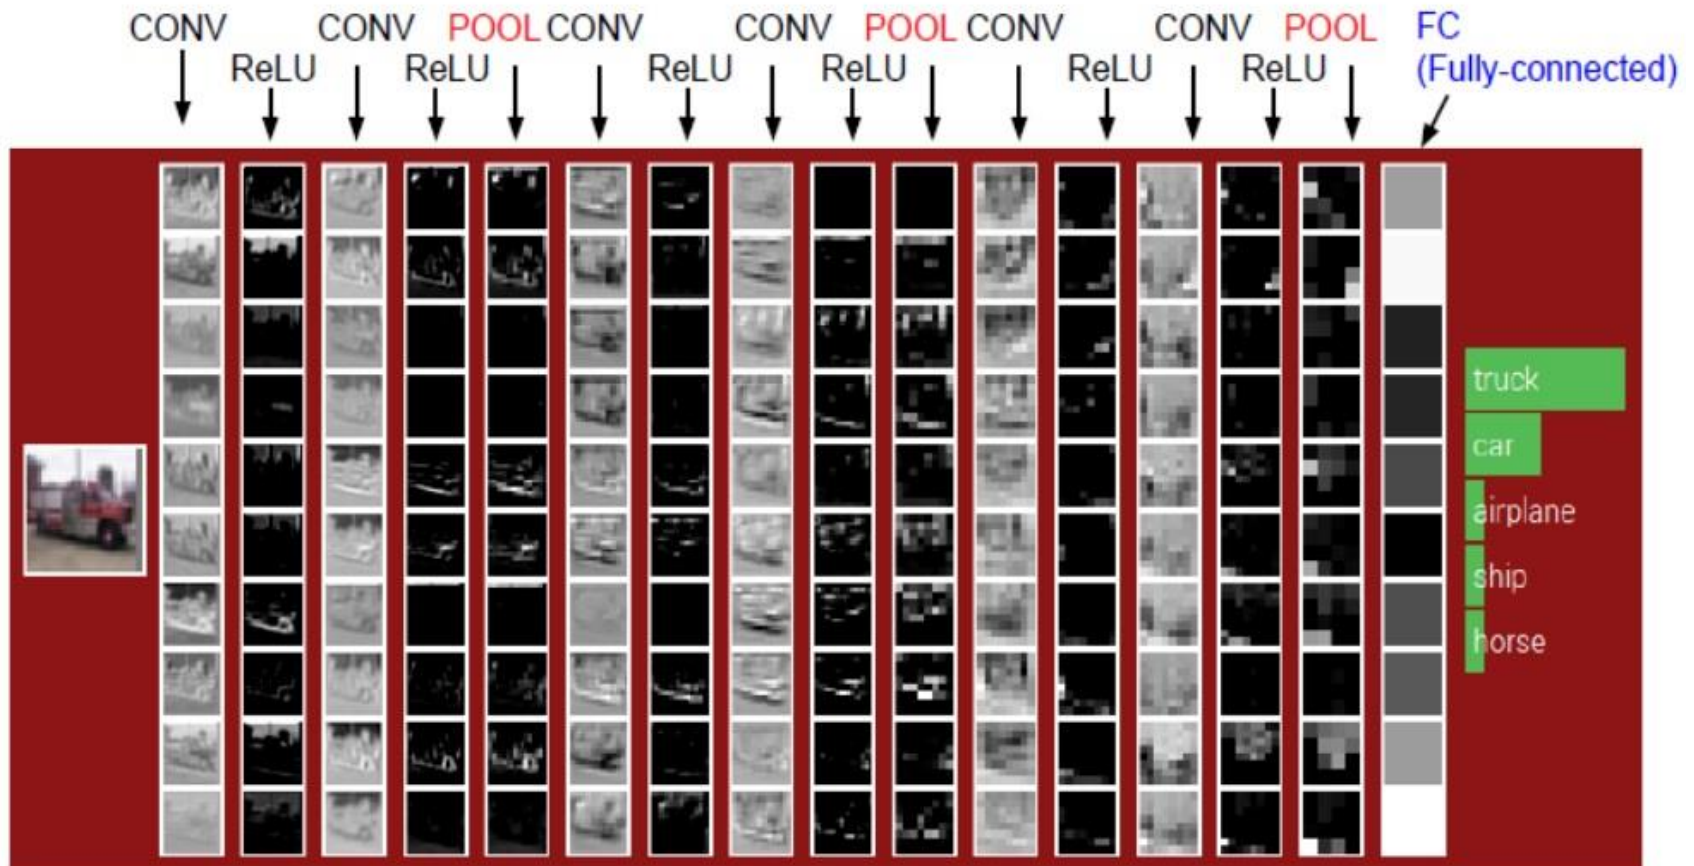 CONV CONV POOL CONV CONV POOL CONV CONV POOL FC
ReLU ReLU ReLU ReLU ReLU ReLU (Fully-connected)
truck
car
airplane
ship
horse